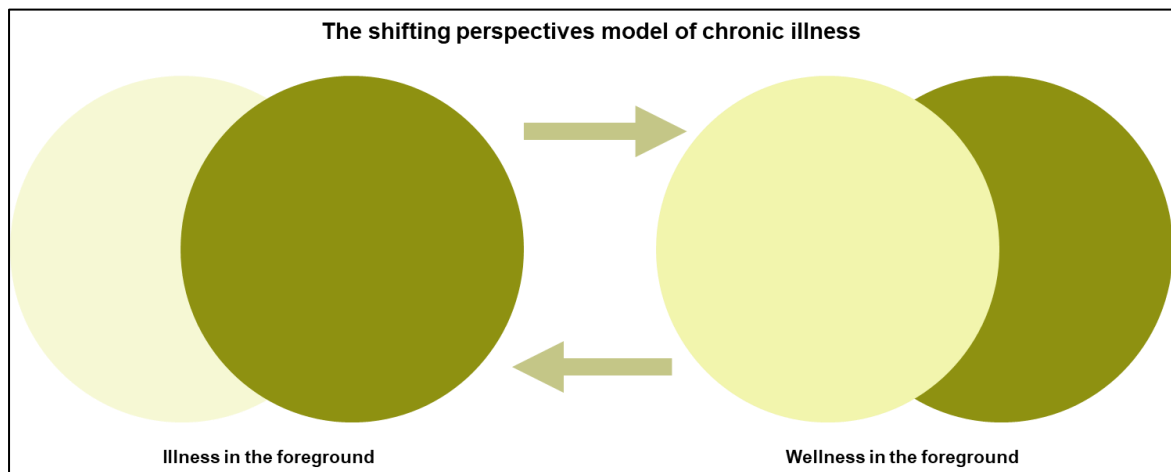 The shifting perspectives model of chronic illness
Illness in the foreground
Wellness in the foreground